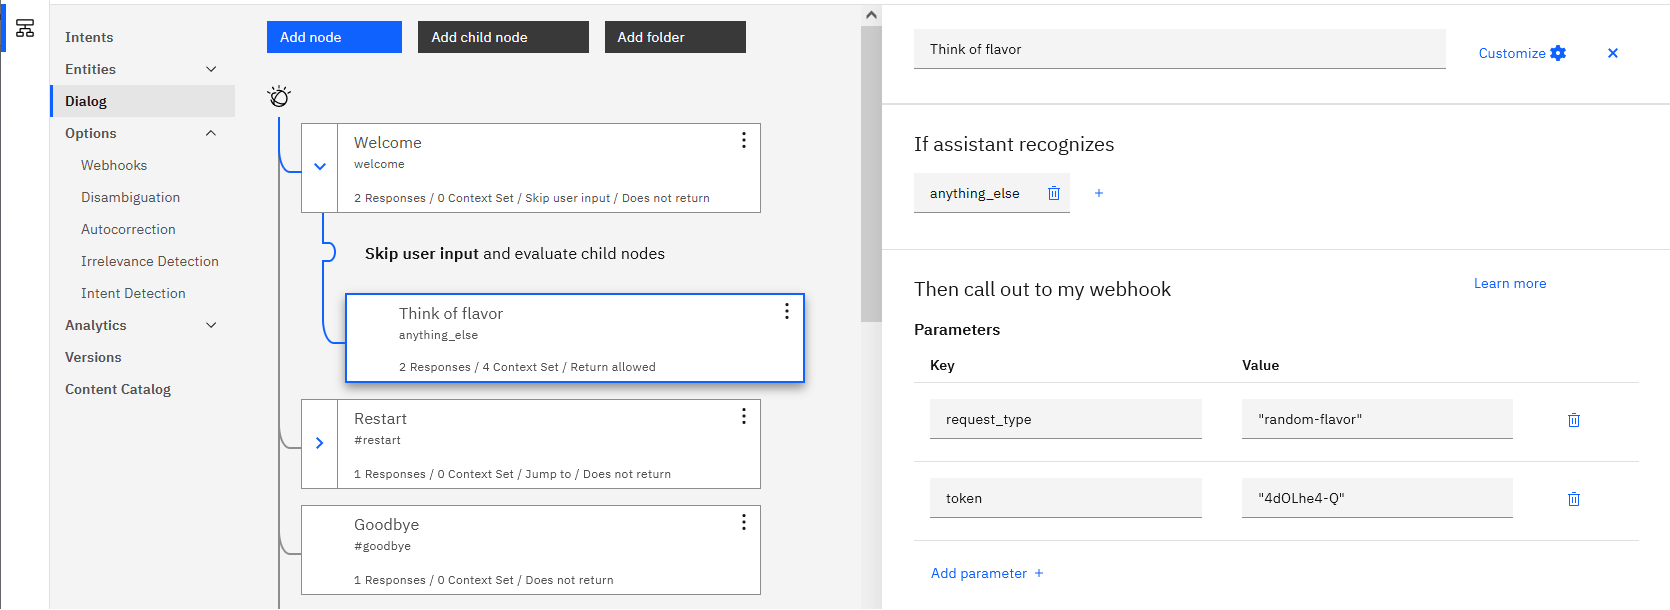 Intents
Entities
Dialog
Options
Webhooks
Disambiguation
Autocorrection
Irrelevance Detection
Intent Detection
Analytics
Versions
Content Catalog
Add node
Add child node
Add folder
Welcome
welcome
2 Responses / 0 Context Set / Skip user input / Does not return
Skip user input and evaluate child nodes
Think of flavor
anything_else
2 Responses / 4 Context Set / Return allowed
Restart
#restart
1 Responses / 0 Context Set / Jump to / Does not return
Goodbye
#goodbye
1 Responses / 0 Context Set / Does not return
Think of flavor
Customize
If assistant recognizes
anything_else
Then call out to my webhook
Learn more
Parameters
Key Value
request_type "random-flavor"
token "4dOLhe4-Q"
Add parameter +